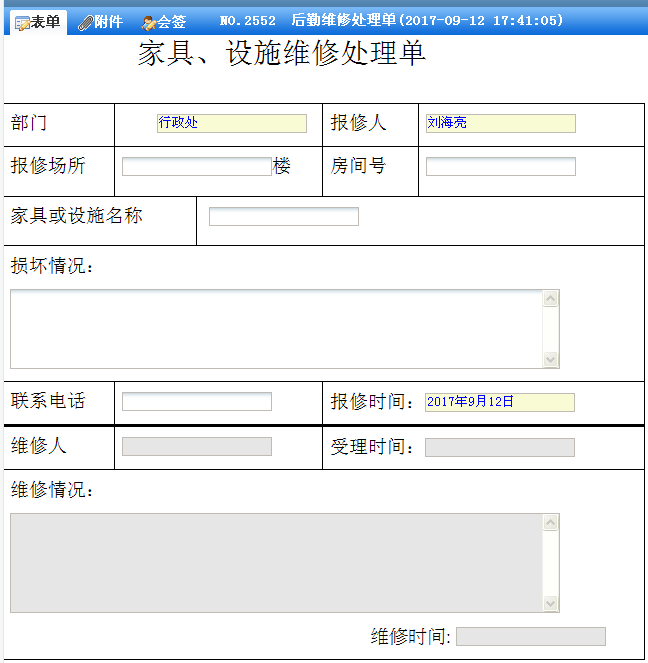 表单 附件 会签 NO.2552 后勤维修处理单(2017-09-12 17:41:05)
家具、设施维修处理单
部门 行政处 报修人 刘海亮
报修场所 楼 房间号
家具或设施名称
损坏情况：
联系电话 报修时间： 2017年9月12日
维修人 受理时间：
维修情况：
维修时间: